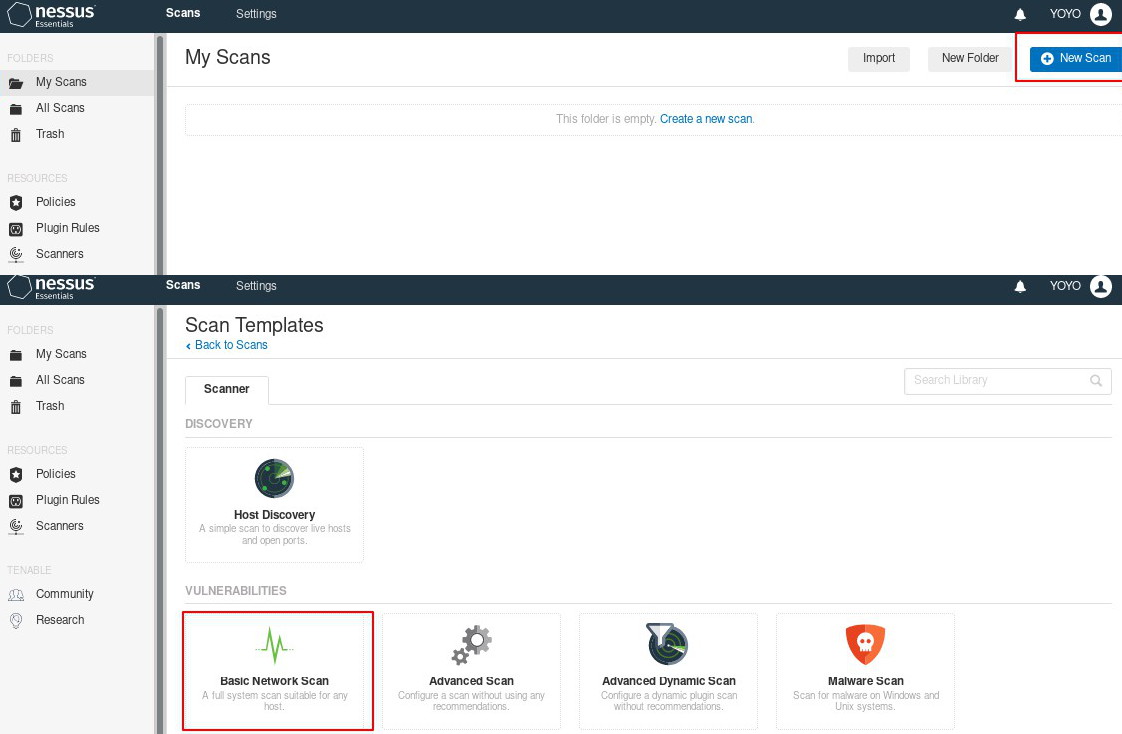 nessus
Essentials
Scans
Settings
YOYO
FOLDERS
My Scans
All Scans
Trash
RESOURCES
Policies
Plugin Rules
Scanners
My Scans
Import
New Folder
New Scan
This folder is empty. Create a new scan.
nessus
Essentials
Scans
Settings
YOYO
FOLDERS
My Scans
All Scans
Trash
RESOURCES
Policies
Plugin Rules
Scanners
TENABLE
Community
Research
Scan Templates
Back to Scans
Scanner
Search Library
DISCOVERY
Host Discovery
A simple scan to discover live hosts
and open ports.
VULNERABILITIES
Basic Network Scan
A full system scan suitable for any
host.
Advanced Scan
Configure a scan without using any
recommendations.
Advanced Dynamic Scan
Configure a dynamic plugin scan
without recommendations.
Malware Scan
Scan for malware on Windows and
Unix systems.